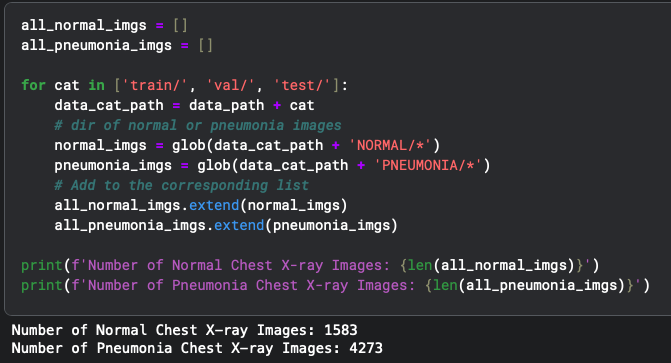 all_normal_imgs = []
all_pneumonia_imgs = []

for cat in ['train/', 'val/', 'test/']:
    data_cat_path = data_path + cat
    # dir of normal or pneumonia images
    normal_imgs = glob(data_cat_path + 'NORMAL/*')
    pneumonia_imgs = glob(data_cat_path + 'PNEUMONIA/*')
    # Add to the corresponding list
    all_normal_imgs.extend(normal_imgs)
    all_pneumonia_imgs.extend(pneumonia_imgs)

print(f'Number of Normal Chest X-ray Images: {len(all_normal_imgs)}')
print(f'Number of Pneumonia Chest X-ray Images: {len(all_pneumonia_imgs)}')
Number of Normal Chest X-ray Images: 1583
Number of Pneumonia Chest X-ray Images: 4273